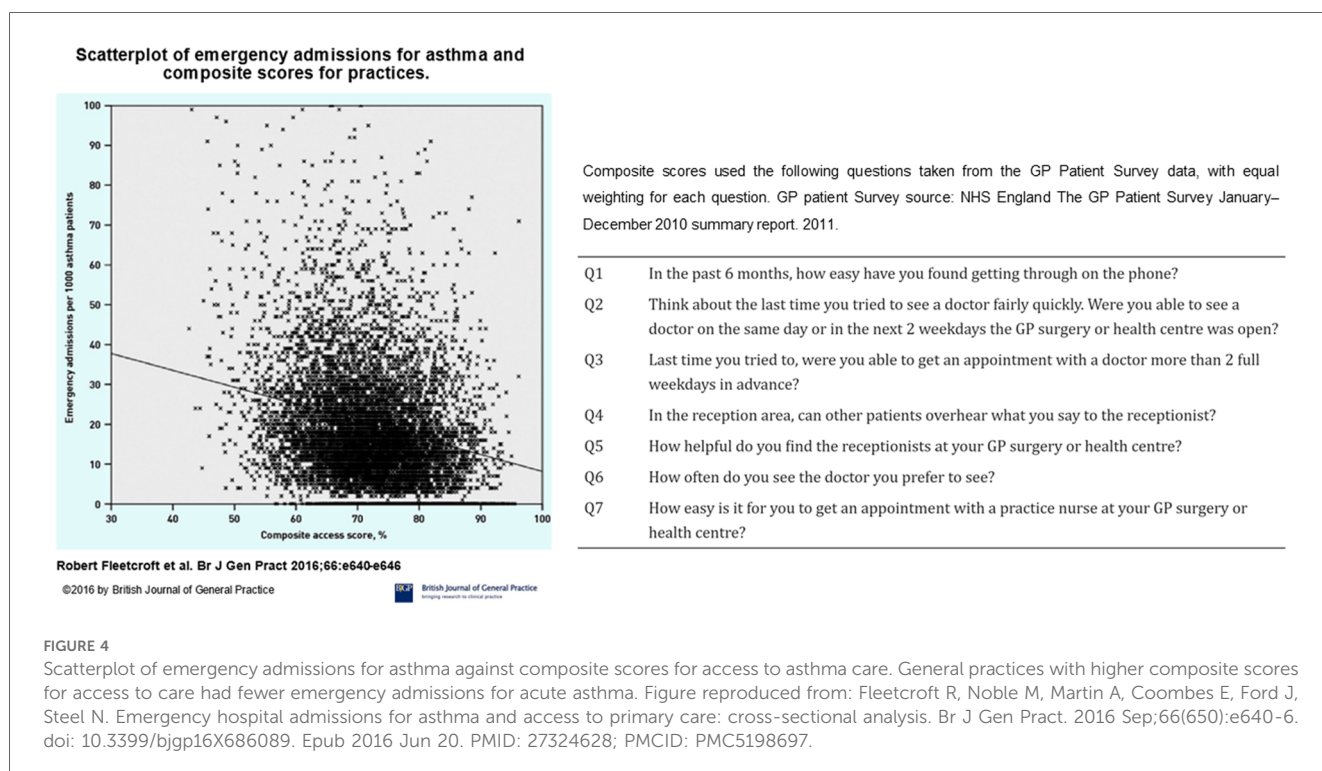 Scatterplot of emergency admissions for asthma and
composite scores for practices.
100
90
80
70
60
50
40
30
20
10
0
Emergency admissions per 1000 asthma patients
30 40 50 60 70 80 90 100
Composite access score, %
Robert Fleetcroft et al. Br J Gen Pract 2016;66:e640-e646
©2016 by British Journal of General Practice
BJGP British Journal of General Practice
bringing research to clinical practice
Composite scores used the following questions taken from the GP Patient Survey data, with equal
weighting for each question. GP patient Survey source: NHS England The GP Patient Survey January–
December 2010 summary report. 2011.
Q1 In the past 6 months, how easy have you found getting through on the phone?
Q2 Think about the last time you tried to see a doctor fairly quickly. Were you able to see a
doctor on the same day or in the next 2 weekdays the GP surgery or health centre was open?
Q3 Last time you tried to, were you able to get an appointment with a doctor more than 2 full
weekdays in advance?
Q4 In the reception area, can other patients overhear what you say to the receptionist?
Q5 How helpful do you find the receptionists at your GP surgery or health centre?
Q6 How often do you see the doctor you prefer to see?
Q7 How easy is it for you to get an appointment with a practice nurse at your GP surgery or
health centre?
FIGURE 4
Scatterplot of emergency admissions for asthma against composite scores for access to asthma care. General practices with higher composite scores
for access to care had fewer emergency admissions for acute asthma. Figure reproduced from: Fleetcroft R, Noble M, Martin A, Coombes E, Ford J,
Steel N. Emergency hospital admissions for asthma and access to primary care: cross-sectional analysis. Br J Gen Pract. 2016 Sep;66(650):e640-6.
doi: 10.3399/bjgp16X686089. Epub 2016 Jun 20. PMID: 27324628; PMCID: PMC5198697.